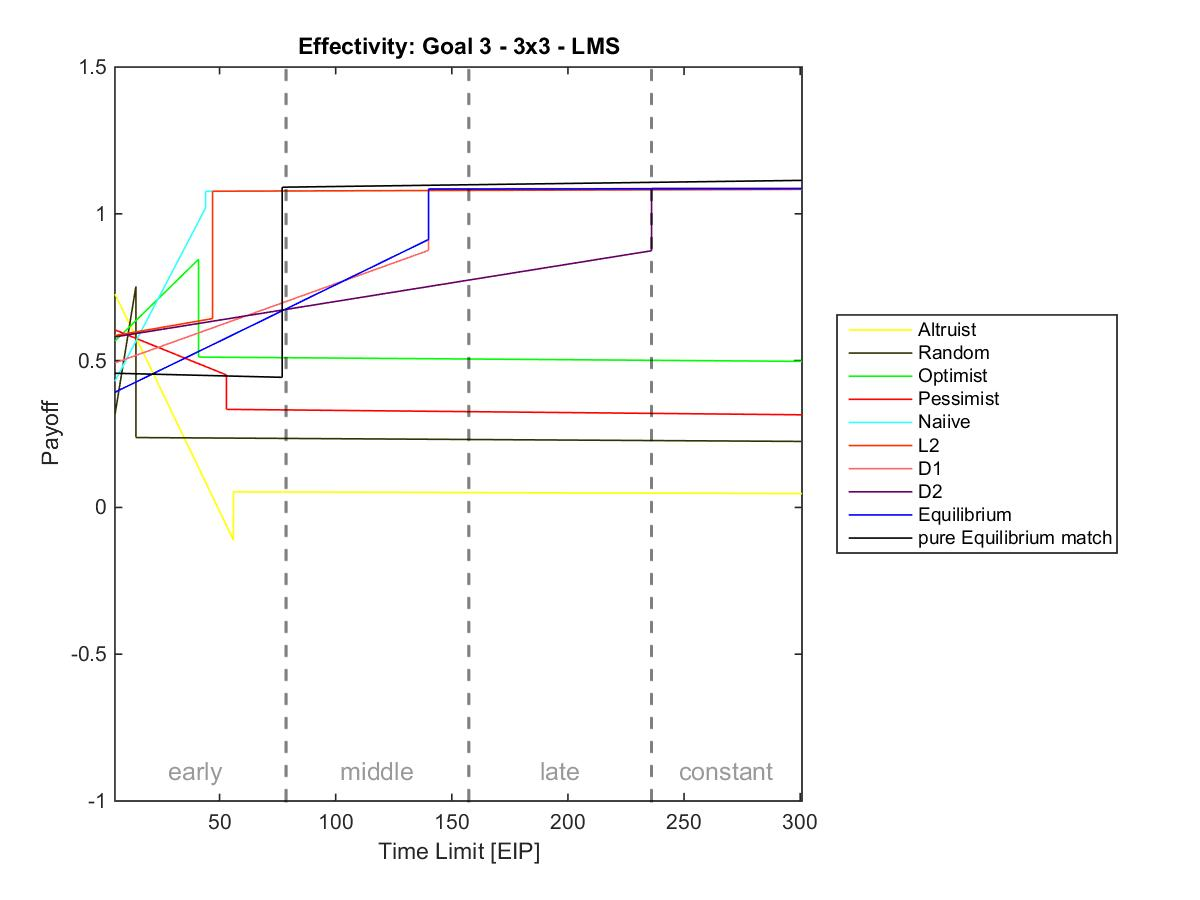 Effectivity: Goal 3 - 3x3 - LMS
1.5
1
0.5
0
-0.5
-1
Payoff
early
middle
late
constant
50
100
150
200
250
300
Time Limit [EIP]
Altruist
Random
Optimist
Pessimist
Naiive
L2
D1
D2
Equilibrium
pure Equilibrium match